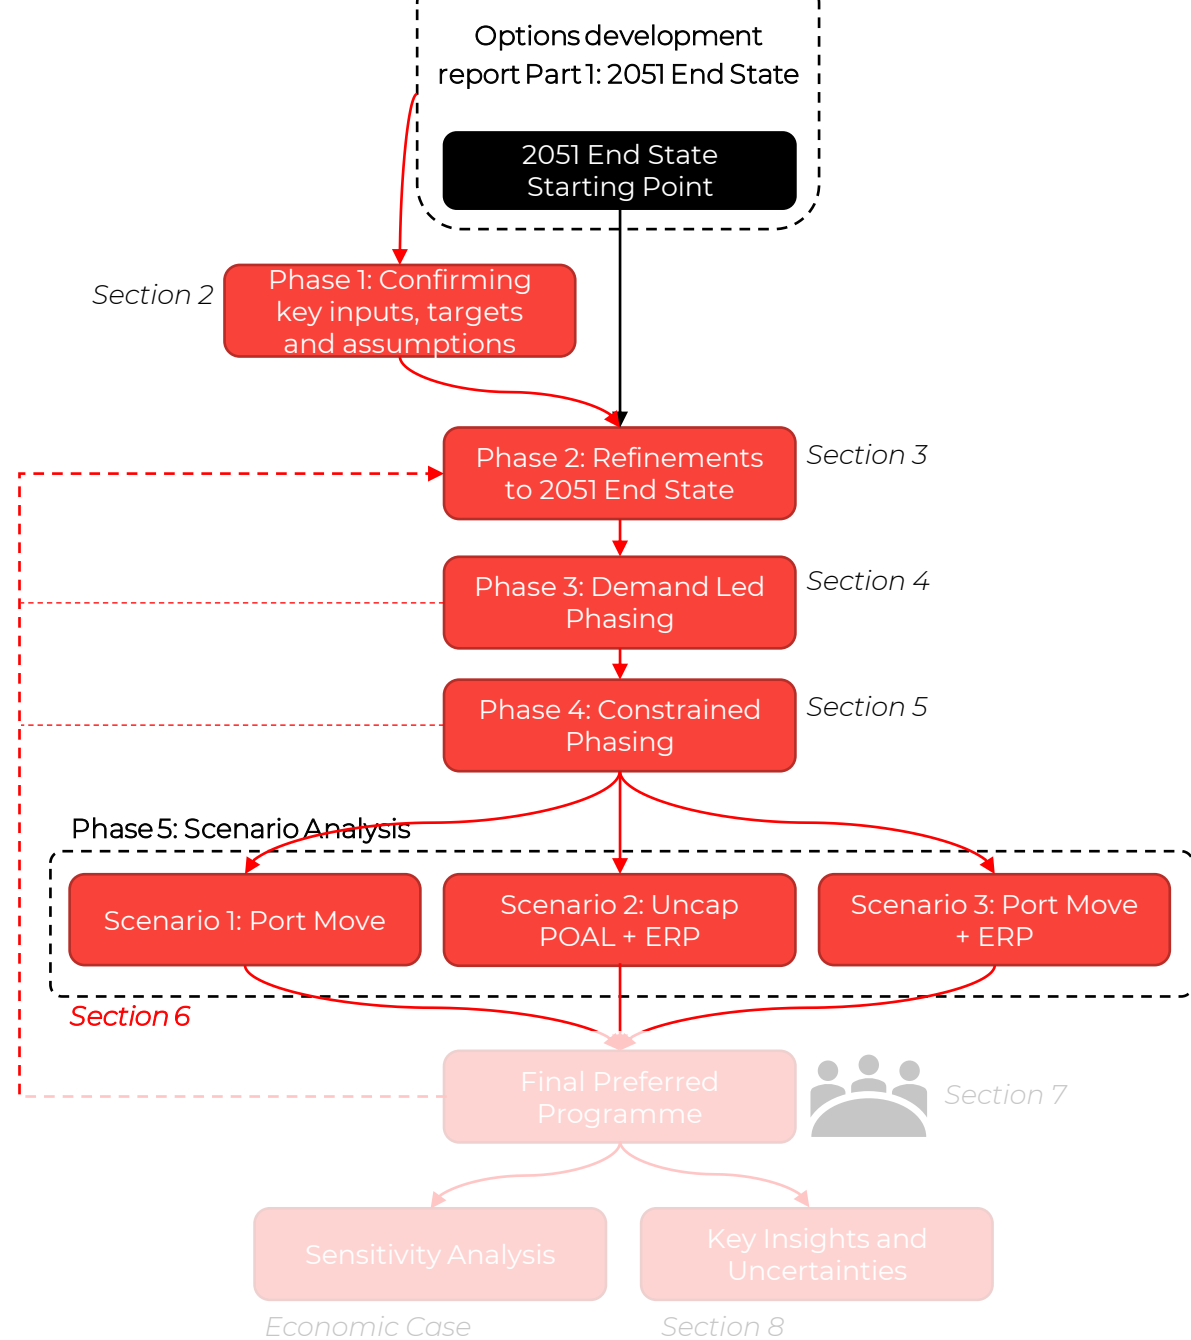 Options development
report Part 1: 2051 End State
2051 End State
Starting Point
Section 2
Phase 1: Confirming
key inputs, targets
and assumptions
Phase 2: Refinements
to 2051 End State
Section 3
Phase 3: Demand Led
Phasing
Section 4
Phase 4: Constrained
Phasing
Section 5
Phase 5: Scenario Analysis
Scenario 1: Port Move
Scenario 2: Uncap
POAL + ERP
Scenario 3: Port Move
+ ERP
Section 6
Final Preferred
Programme
Section 7
Sensitivity Analysis
Key Insights and
Uncertainties
Economic Case
Section 8